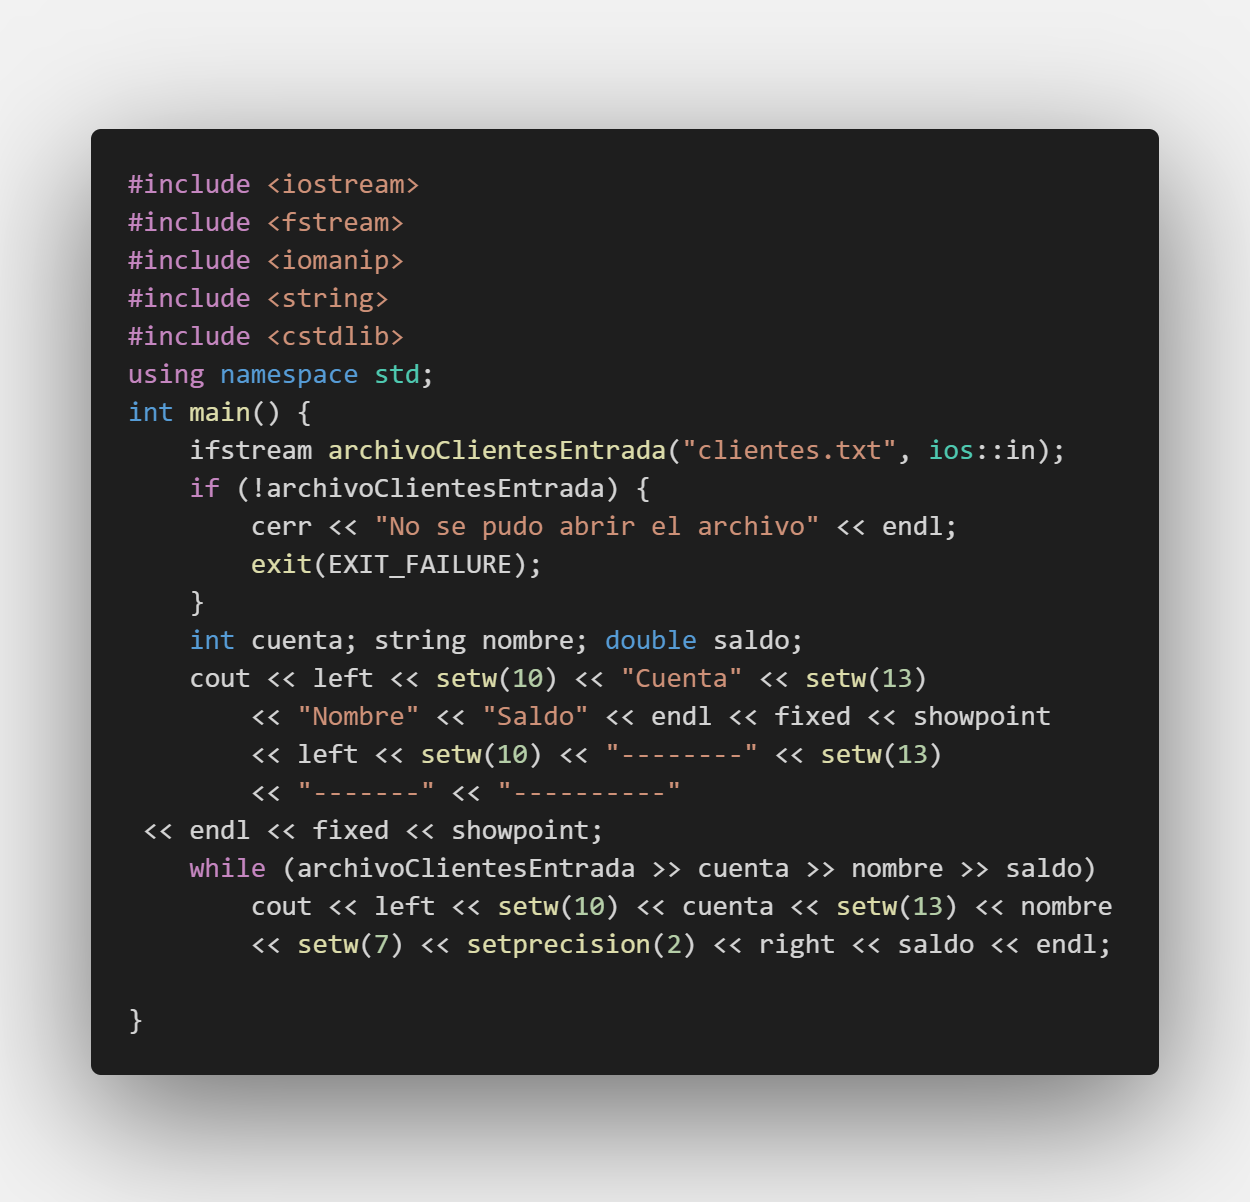 #include <iostream>
#include <fstream>
#include <iomanip>
#include <string>
#include <cstdlib>
using namespace std;
int main() {
    ifstream archivoClientesEntrada("clientes.txt", ios::in);
    if (!archivoClientesEntrada) {
        cerr << "No se pudo abrir el archivo" << endl;
        exit(EXIT_FAILURE);
    }
    int cuenta; string nombre; double saldo;
    cout << left << setw(10) << "Cuenta" << setw(13)
        << "Nombre" << "Saldo" << endl << fixed << showpoint
        << left << setw(10) << "--------" << setw(13)
        << "-------" << "----------"
 << endl << fixed << showpoint;
    while (archivoClientesEntrada >> cuenta >> nombre >> saldo)
        cout << left << setw(10) << cuenta << setw(13) << nombre
        << setw(7) << setprecision(2) << right << saldo << endl;

}